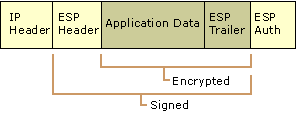 IP Header
ESP Header
Application Data
ESP Trailer
ESP Auth
Encrypted
Signed